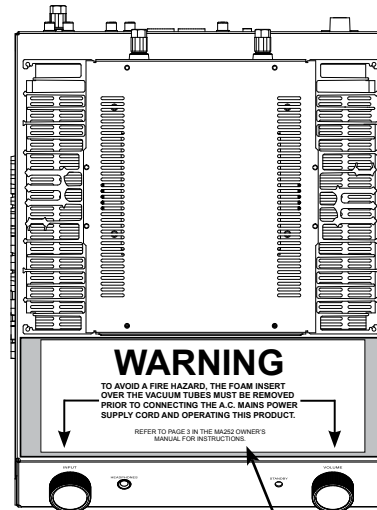 WARNING
TO AVOID A FIRE HAZARD, THE FOAM INSERT
OVER THE VACUUM TUBES MUST BE REMOVED
PRIOR TO CONNECTING THE A.C. MAINS POWER
SUPPLY CORD AND OPERATING THIS PRODUCT.
REFER TO PAGE 3 IN THE MA252 OWNER'S
MANUAL FOR INSTRUCTIONS.
INPUT
HEADPHONES
STANDBY
VOLUME